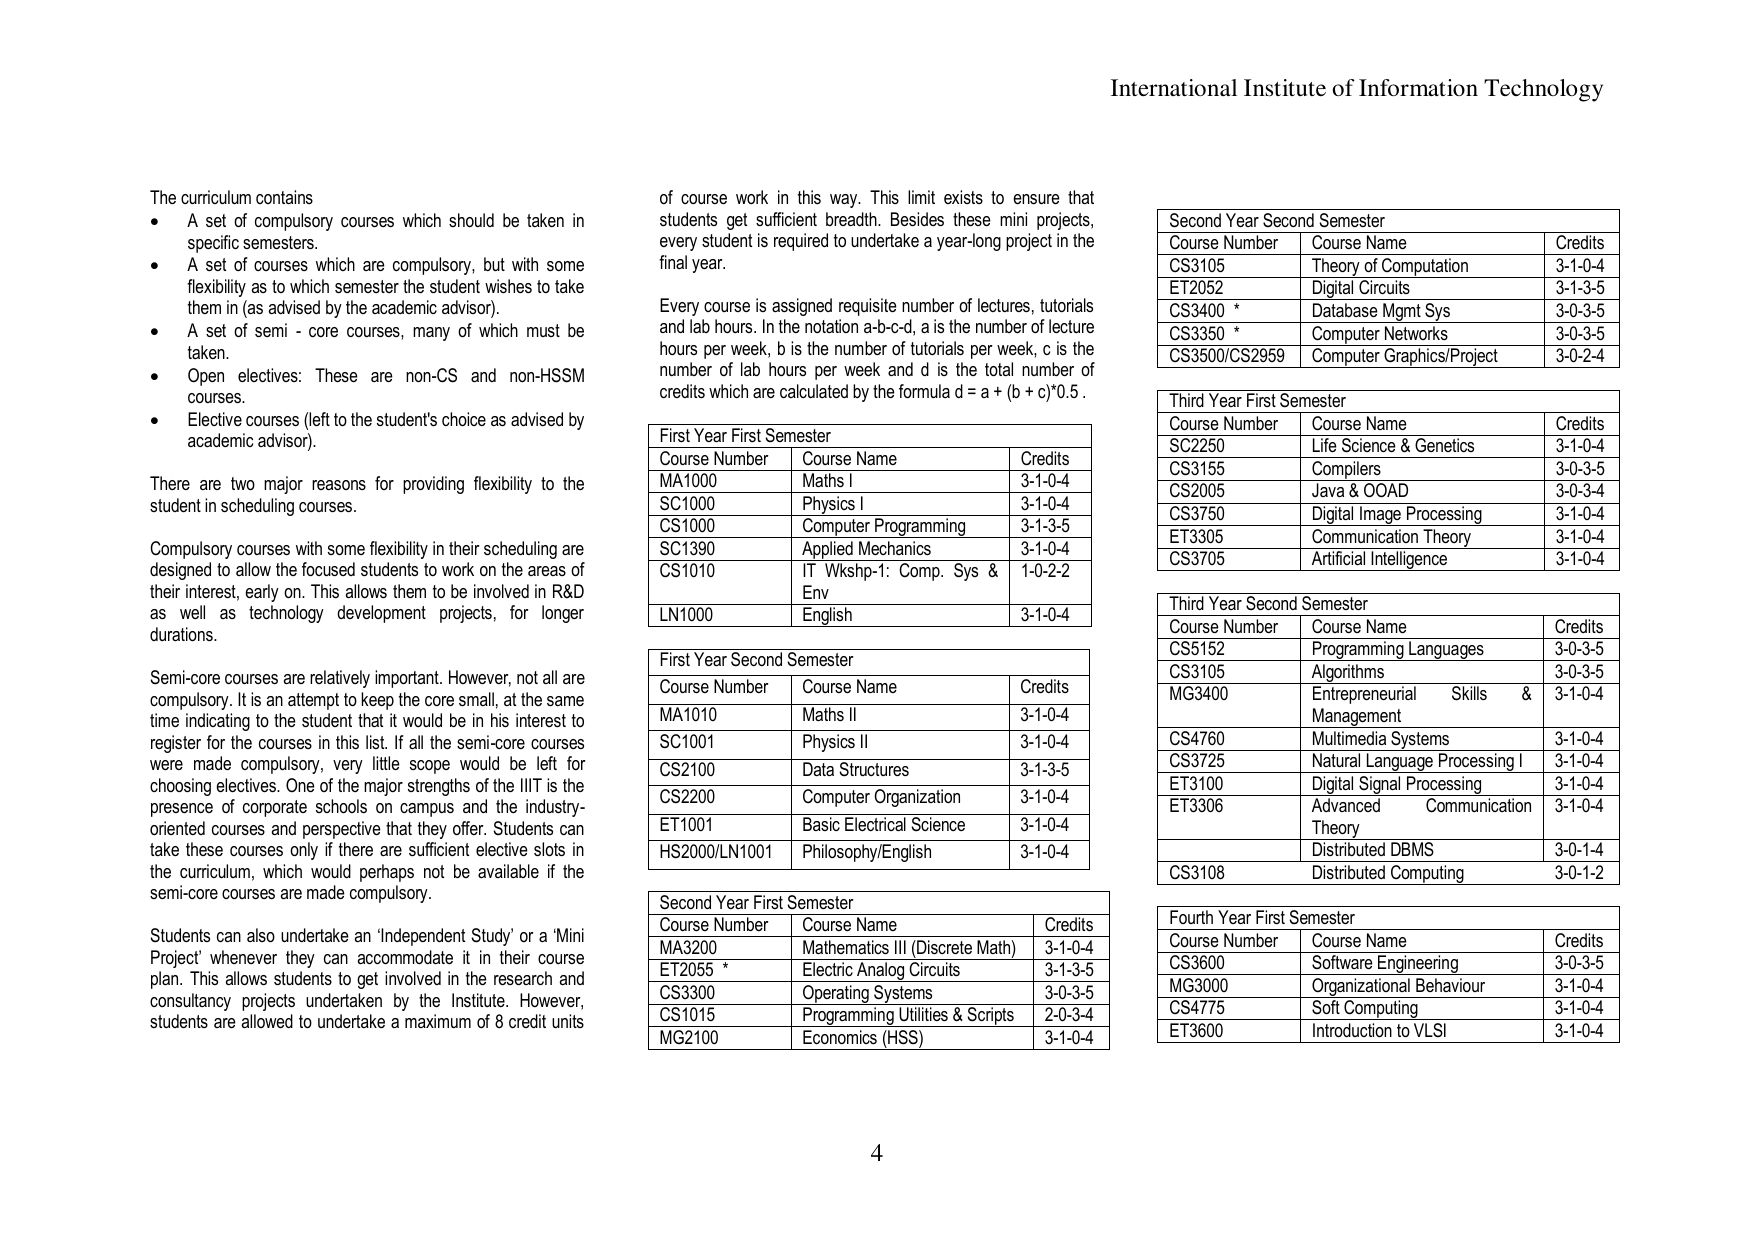 International Institute of Information Technology
The curriculum contains
• A set of compulsory courses which should be taken in
specific semesters.
• A set of courses which are compulsory, but with some
flexibility as to which semester the student wishes to take
them in (as advised by the academic advisor).
• A set of semi - core courses, many of which must be
taken.
• Open electives: These are non-CS and non-HSSM
courses.
• Elective courses (left to the student's choice as advised by
academic advisor).
There are two major reasons for providing flexibility to the
student in scheduling courses.
Compulsory courses with some flexibility in their scheduling are
designed to allow the focused students to work on the areas of
their interest, early on. This allows them to be involved in R&D
as well as technology development projects, for longer
durations.
Semi-core courses are relatively important. However, not all are
compulsory. It is an attempt to keep the core small, at the same
time indicating to the student that it would be in his interest to
register for the courses in this list. If all the semi-core courses
were made compulsory, very little scope would be left for
choosing electives. One of the major strengths of the IIIT is the
presence of corporate schools on campus and the industry-
oriented courses and perspective that they offer. Students can
take these courses only if there are sufficient elective slots in
the curriculum, which would perhaps not be available if the
semi-core courses are made compulsory.
Students can also undertake an ‘Independent Study’ or a ‘Mini
Project’ whenever they can accommodate it in their course
plan. This allows students to get involved in the research and
consultancy projects undertaken by the Institute. However,
students are allowed to undertake a maximum of 8 credit units
of course work in this way. This limit exists to ensure that
students get sufficient breadth. Besides these mini projects,
every student is required to undertake a year-long project in the
final year.
Every course is assigned requisite number of lectures, tutorials
and lab hours. In the notation a-b-c-d, a is the number of lecture
hours per week, b is the number of tutorials per week, c is the
number of lab hours per week and d is the total number of
credits which are calculated by the formula d = a + (b + c)*0.5 .
First Year First Semester
Course Number Course Name Credits
MA1000 Maths I 3-1-0-4
SC1000 Physics I 3-1-0-4
CS1000 Computer Programming 3-1-3-5
SC1390 Applied Mechanics 3-1-0-4
CS1010 IT Wkshp-1: Comp. Sys & 1-0-2-2
Env
LN1000 English 3-1-0-4
First Year Second Semester
Course Number Course Name Credits
MA1010 Maths II 3-1-0-4
SC1001 Physics II 3-1-0-4
CS2100 Data Structures 3-1-3-5
CS2200 Computer Organization 3-1-0-4
ET1001 Basic Electrical Science 3-1-0-4
HS2000/LN1001 Philosophy/English 3-1-0-4
Second Year First Semester
Course Number Course Name Credits
MA3200 Mathematics III (Discrete Math) 3-1-0-4
ET2055 * Electric Analog Circuits 3-1-3-5
CS3300 Operating Systems 3-0-3-5
CS1015 Programming Utilities & Scripts 2-0-3-4
MG2100 Economics (HSS) 3-1-0-4
Second Year Second Semester
Course Number Course Name Credits
CS3105 Theory of Computation 3-1-0-4
ET2052 Digital Circuits 3-1-3-5
CS3400 * Database Mgmt Sys 3-0-3-5
CS3350 * Computer Networks 3-0-3-5
CS3500/CS2959 Computer Graphics/Project 3-0-2-4
Third Year First Semester
Course Number Course Name Credits
SC2250 Life Science & Genetics 3-1-0-4
CS3155 Compilers 3-0-3-5
CS2005 Java & OOAD 3-0-3-4
CS3750 Digital Image Processing 3-1-0-4
ET3305 Communication Theory 3-1-0-4
CS3705 Artificial Intelligence 3-1-0-4
Third Year Second Semester
Course Number Course Name Credits
CS5152 Programming Languages 3-0-3-5
CS3105 Algorithms 3-0-3-5
MG3400 Entrepreneurial Skills & 3-1-0-4
Management
CS4760 Multimedia Systems 3-1-0-4
CS3725 Natural Language Processing I 3-1-0-4
ET3100 Digital Signal Processing 3-1-0-4
ET3306 Advanced Communication 3-1-0-4
Theory
Distributed DBMS 3-0-1-4
CS3108 Distributed Computing 3-0-1-2
Fourth Year First Semester
Course Number Course Name Credits
CS3600 Software Engineering 3-0-3-5
MG3000 Organizational Behaviour 3-1-0-4
CS4775 Soft Computing 3-1-0-4
ET3600 Introduction to VLSI 3-1-0-4
4